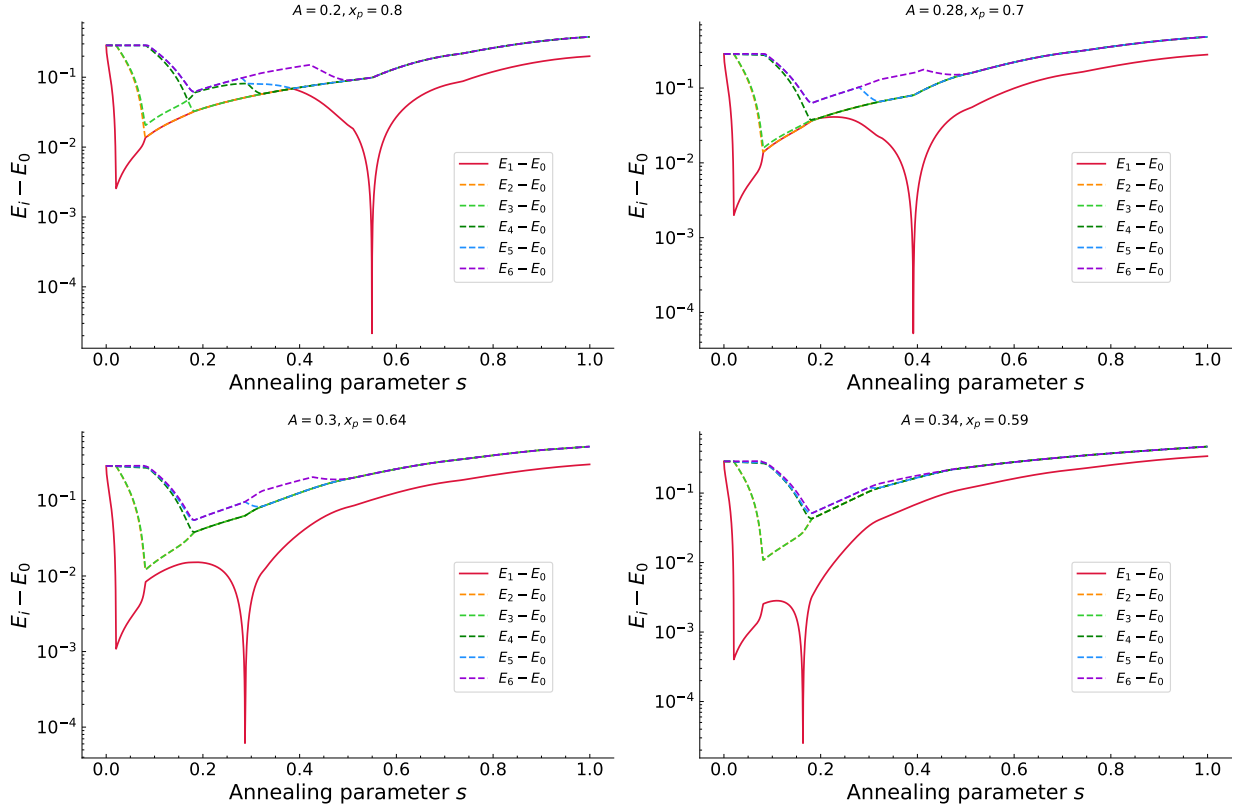 A = 0.2, x_p = 0.8
E_i − E_0
10^{-1}
10^{-2}
10^{-3}
10^{-4}
E_1 − E_0
E_2 − E_0
E_3 − E_0
E_4 − E_0
E_5 − E_0
E_6 − E_0
0.0 0.2 0.4 0.6 0.8 1.0
Annealing parameter s
A = 0.28, x_p = 0.7
E_i − E_0
10^{-1}
10^{-2}
10^{-3}
10^{-4}
E_1 − E_0
E_2 − E_0
E_3 − E_0
E_4 − E_0
E_5 − E_0
E_6 − E_0
0.0 0.2 0.4 0.6 0.8 1.0
Annealing parameter s
A = 0.3, x_p = 0.64
E_i − E_0
10^{-1}
10^{-2}
10^{-3}
10^{-4}
E_1 − E_0
E_2 − E_0
E_3 − E_0
E_4 − E_0
E_5 − E_0
E_6 − E_0
0.0 0.2 0.4 0.6 0.8 1.0
Annealing parameter s
A = 0.34, x_p = 0.59
E_i − E_0
10^{-1}
10^{-2}
10^{-3}
10^{-4}
E_1 − E_0
E_2 − E_0
E_3 − E_0
E_4 − E_0
E_5 − E_0
E_6 − E_0
0.0 0.2 0.4 0.6 0.8 1.0
Annealing parameter s